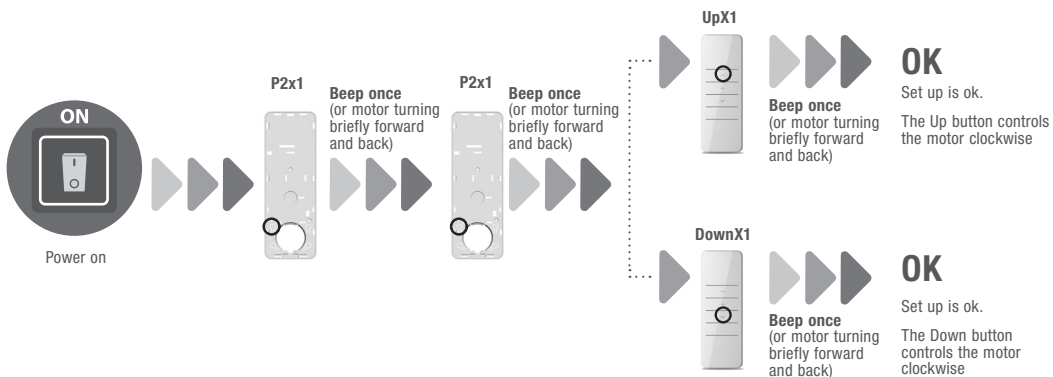 ON
Power on
P2x1
Beep once
(or motor turning
briefly forward
and back)
P2x1
Beep once
(or motor turning
briefly forward
and back)
UpX1
Beep once
(or motor turning
briefly forward
and back)
OK
Set up is ok.
The Up button controls
the motor clockwise
DownX1
Beep once
(or motor turning
briefly forward
and back)
OK
Set up is ok.
The Down button
controls the motor
clockwise